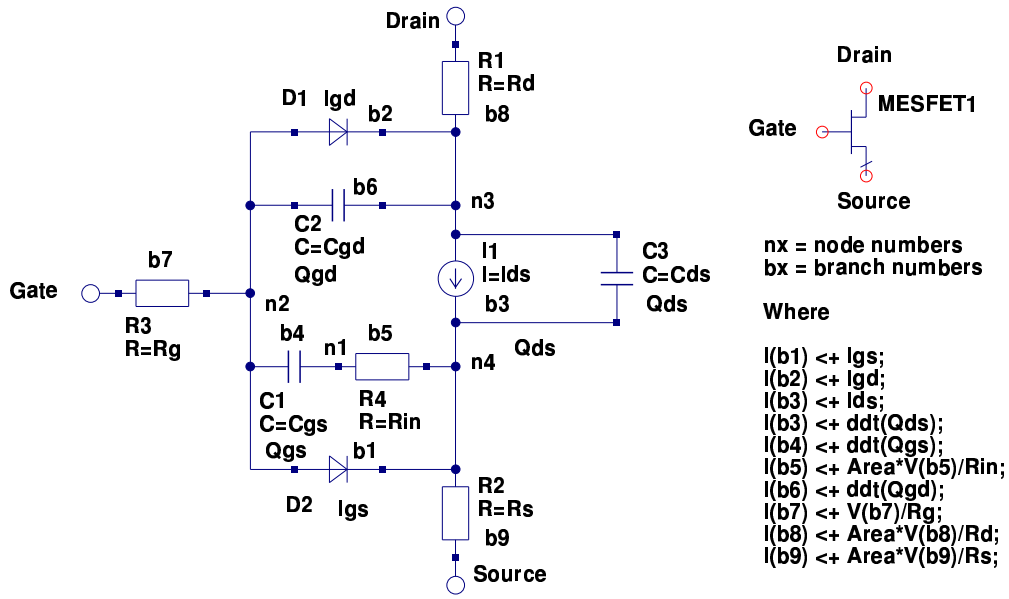 Drain
R1
R=Rd
b8
D1 Igd
b2
b6
C2
C=Cgd
Qgd
n3
I1
I=Ids
b3
C3
C=Cds
Qds
Gate
b7
R3
R=Rg
n2
b4
n1
b5
Qds
n4
C1
C=Cgs
Qgs
R4
R=Rin
b1
D2 Igs
R2
R=Rs
b9
Source
Drain
MESFET1
Gate
Source
nx = node numbers
bx = branch numbers
Where
I(b1) <+ Igs;
I(b2) <+ Igd;
I(b3) <+ Ids;
I(b3) <+ ddt(Qds);
I(b4) <+ ddt(Qgs);
I(b5) <+ Area*V(b5)/Rin;
I(b6) <+ ddt(Qgd);
I(b7) <+ V(b7)/Rg;
I(b8) <+ Area*V(b8)/Rd;
I(b9) <+ Area*V(b9)/Rs;